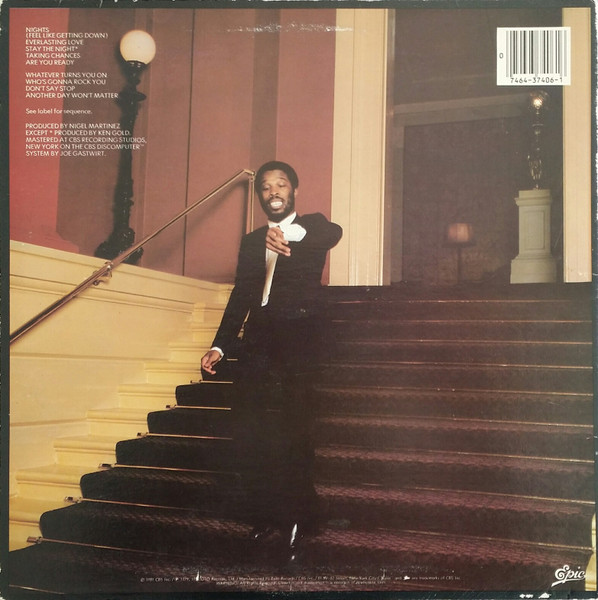 NIGHTS
(FEEL LIKE GETTING DOWN)
EVERLASTING LOVE
STAY THE NIGHT*
TAKING CHANCES
ARE YOU READY
WHATEVER TURNS YOU ON
WHO'S GONNA ROCK YOU
DON'T SAY STOP
ANOTHER DAY WON'T MATTER
See label for sequence.
PRODUCED BY NIGEL MARTINEZ
EXCEPT * PRODUCED BY KEN GOLD.
MASTERED AT CBS RECORDING STUDIOS,
NEW YORK ON THE CBS DISCOMPUTER™
SYSTEM BY JOE GASTWIRT.
0
7464-37406-1
Epic